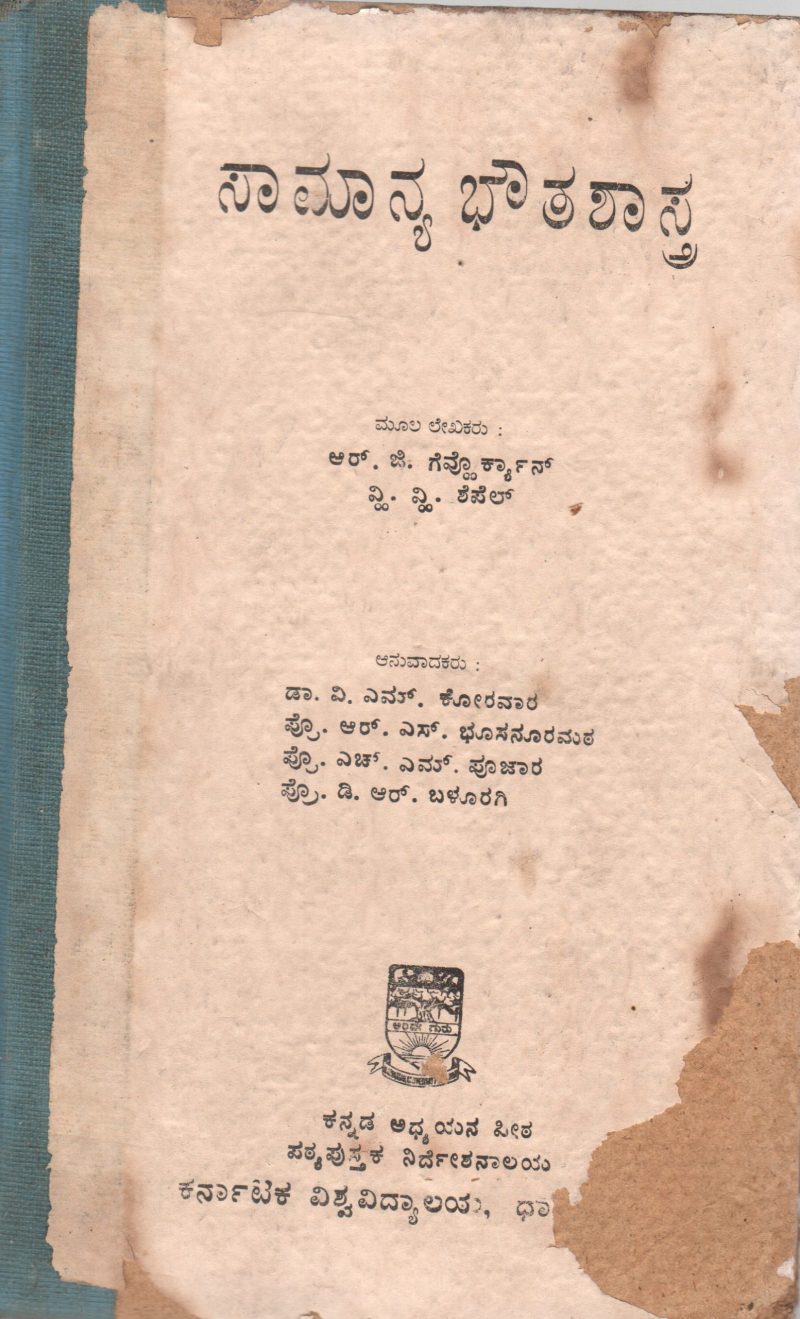 ಸಾಮಾನ್ಯ ಭೌತಶಾಸ್ತ್ರ
ಮೂಲ ಲೇಖಕರು :
ಆರ್. ಜಿ. ಗೆವ್ಹೊರ್ಕ್ಯಾನ್
ವ್ಹಿ. ವ್ಹಿ. ಶೆಪೆಲ್
ಅನುವಾದಕರು :
ಡಾ. ವಿ. ಎಮ್. ಕೋರವಾರ
ಪ್ರೊ. ಆರ್. ಎಸ್. ಭೂಸನೂರಮಠ
ಪ್ರೊ. ಎಚ್. ಎಮ್. ಪೂಜಾರ
ಪ್ರೊ. ಡಿ. ಆರ್. ಬಳೂರಗಿ
ಅರಿವೇ ಗುರು
ಕನ್ನಡ ಅಧ್ಯಯನ ಪೀಠ
ಪಠ್ಯಪುಸ್ತಕ ನಿರ್ದೇಶನಾಲಯ
ಕರ್ನಾಟಕ ವಿಶ್ವವಿದ್ಯಾಲಯ, ಧಾ